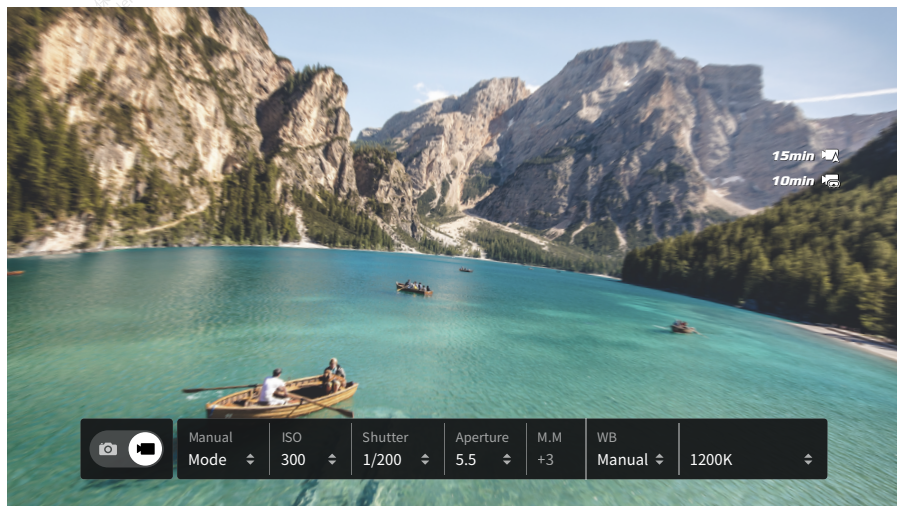 15min
10min
Manual ISO Shutter Aperture M.M WB
Mode 300 1/200 5.5 +3 Manual 1200K